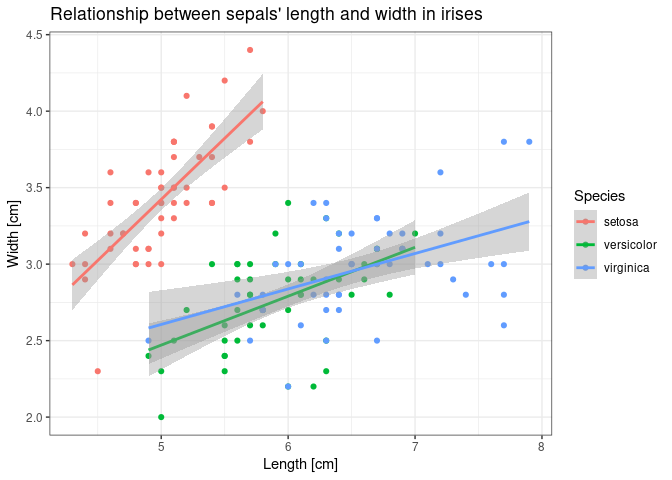 Relationship between sepals' length and width in irises
4.5
4.0
3.5
3.0
2.5
2.0
Width [cm]
5 6 7 8
Length [cm]
Species
setosa
versicolor
virginica